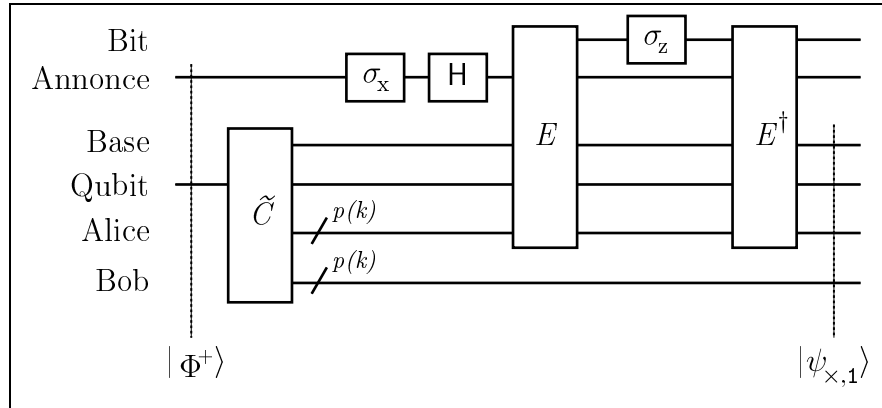 Bit
Annonce
Base
Qubit
Alice
Bob
σx
H
E
σz
E†
C̃
p(k)
p(k)
|Φ+⟩
|ψ×,1⟩